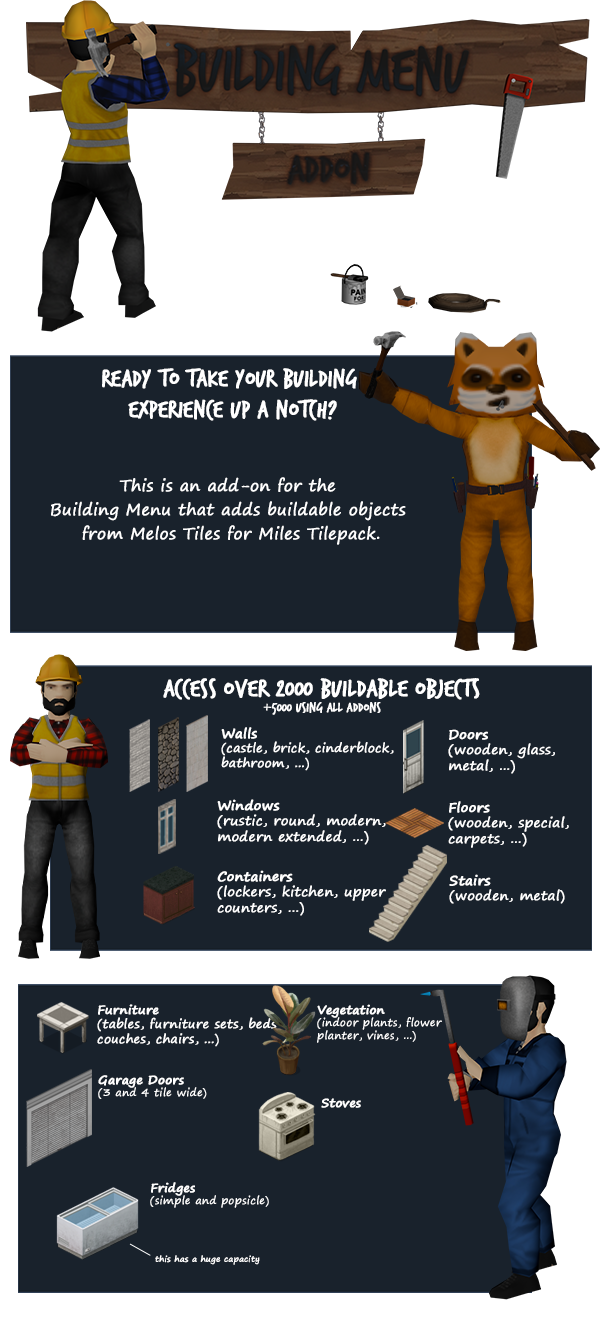 BUILDING MENU
ADDON
PAIN
FOR
READY TO TAKE YOUR BUILDING
EXPERIENCE UP A NOTCH?
This is an add-on for the
Building Menu that adds buildable objects
from Melos Tiles for Miles Tilepack.
ACCESS OVER 2000 BUILDABLE OBJECTS
+5000 USING ALL ADDONS
Walls
(castle, brick, cinderblock,
bathroom, ...)
Doors
(wooden, glass,
metal, ...)
Windows
(rustic, round, modern,
modern extended, ...)
Floors
(wooden, special,
carpets, ...)
Containers
(lockers, kitchen, upper
counters, ...)
Stairs
(wooden, metal)
Furniture
(tables, furniture sets, beds
couches, chairs, ...)
Vegetation
(indoor plants, flower
planter, vines, ...)
Garage Doors
(3 and 4 tile wide)
Stoves
Fridges
(simple and popsicle)
this has a huge capacity